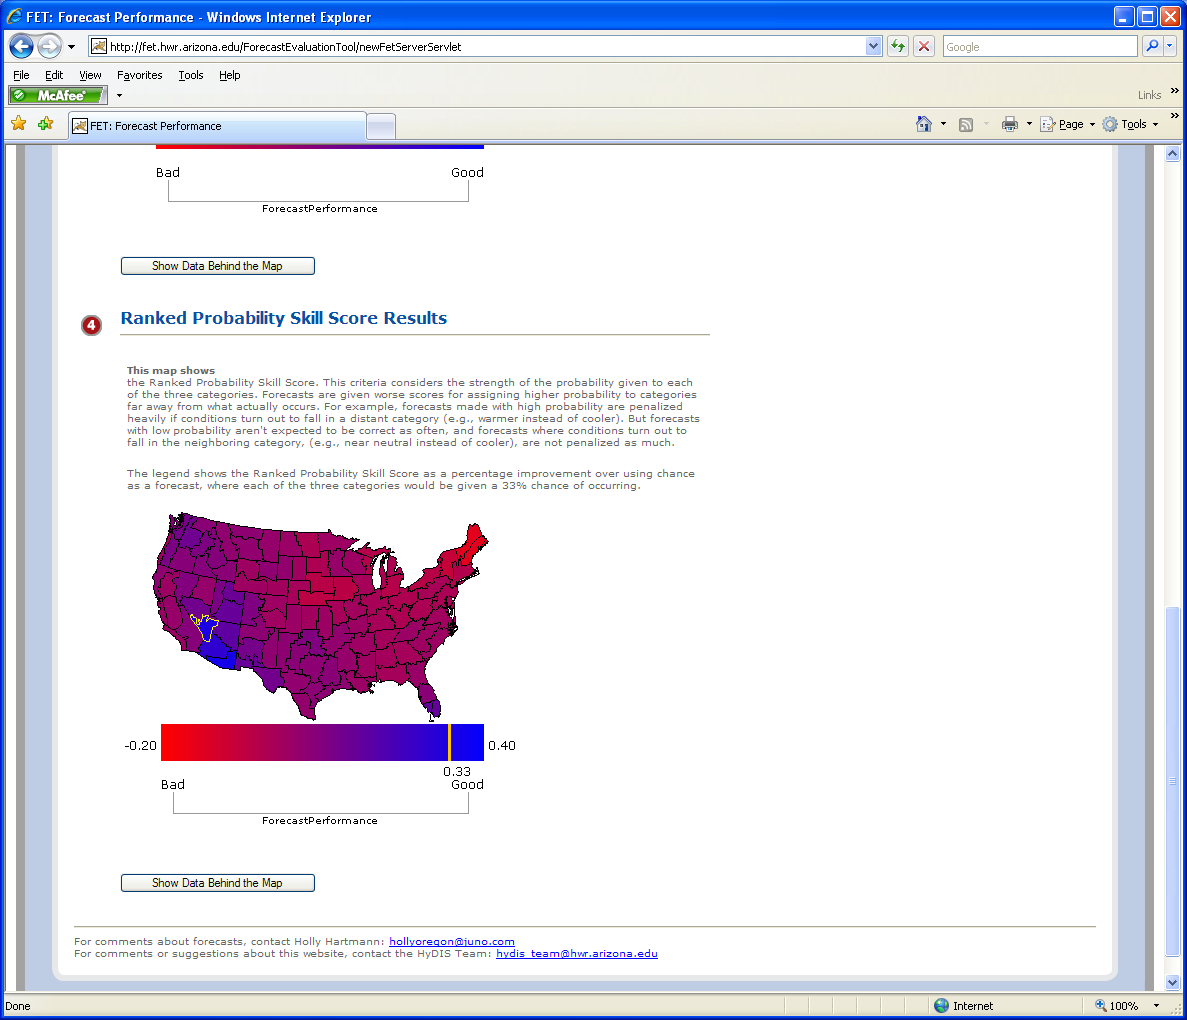 FET: Forecast Performance - Windows Internet Explorer
http://fet.hwr.arizona.edu/ForecastEvaluationTool/newFetServerServlet
Google
File Edit View Favorites Tools Help
McAfee
Links
FET: Forecast Performance
Page Tools
Bad Good
ForecastPerformance
Show Data Behind the Map
4 Ranked Probability Skill Score Results
This map shows
the Ranked Probability Skill Score. This criteria considers the strength of the probability given to each
of the three categories. Forecasts are given worse scores for assigning higher probability to categories
far away from what actually occurs. For example, forecasts made with high probability are penalized
heavily if conditions turn out to fall in a distant category (e.g., warmer instead of cooler). But forecasts
with low probability aren't expected to be correct as often, and forecasts where conditions turn out to
fall in the neighboring category, (e.g., near neutral instead of cooler), are not penalized as much.
The legend shows the Ranked Probability Skill Score as a percentage improvement over using chance
as a forecast, where each of the three categories would be given a 33% chance of occurring.
-0.20 0.40
0.33
Bad Good
ForecastPerformance
Show Data Behind the Map
For comments about forecasts, contact Holly Hartmann: hollyoregon@juno.com
For comments or suggestions about this website, contact the HyDIS Team: hydis_team@hwr.arizona.edu
Done Internet 100%